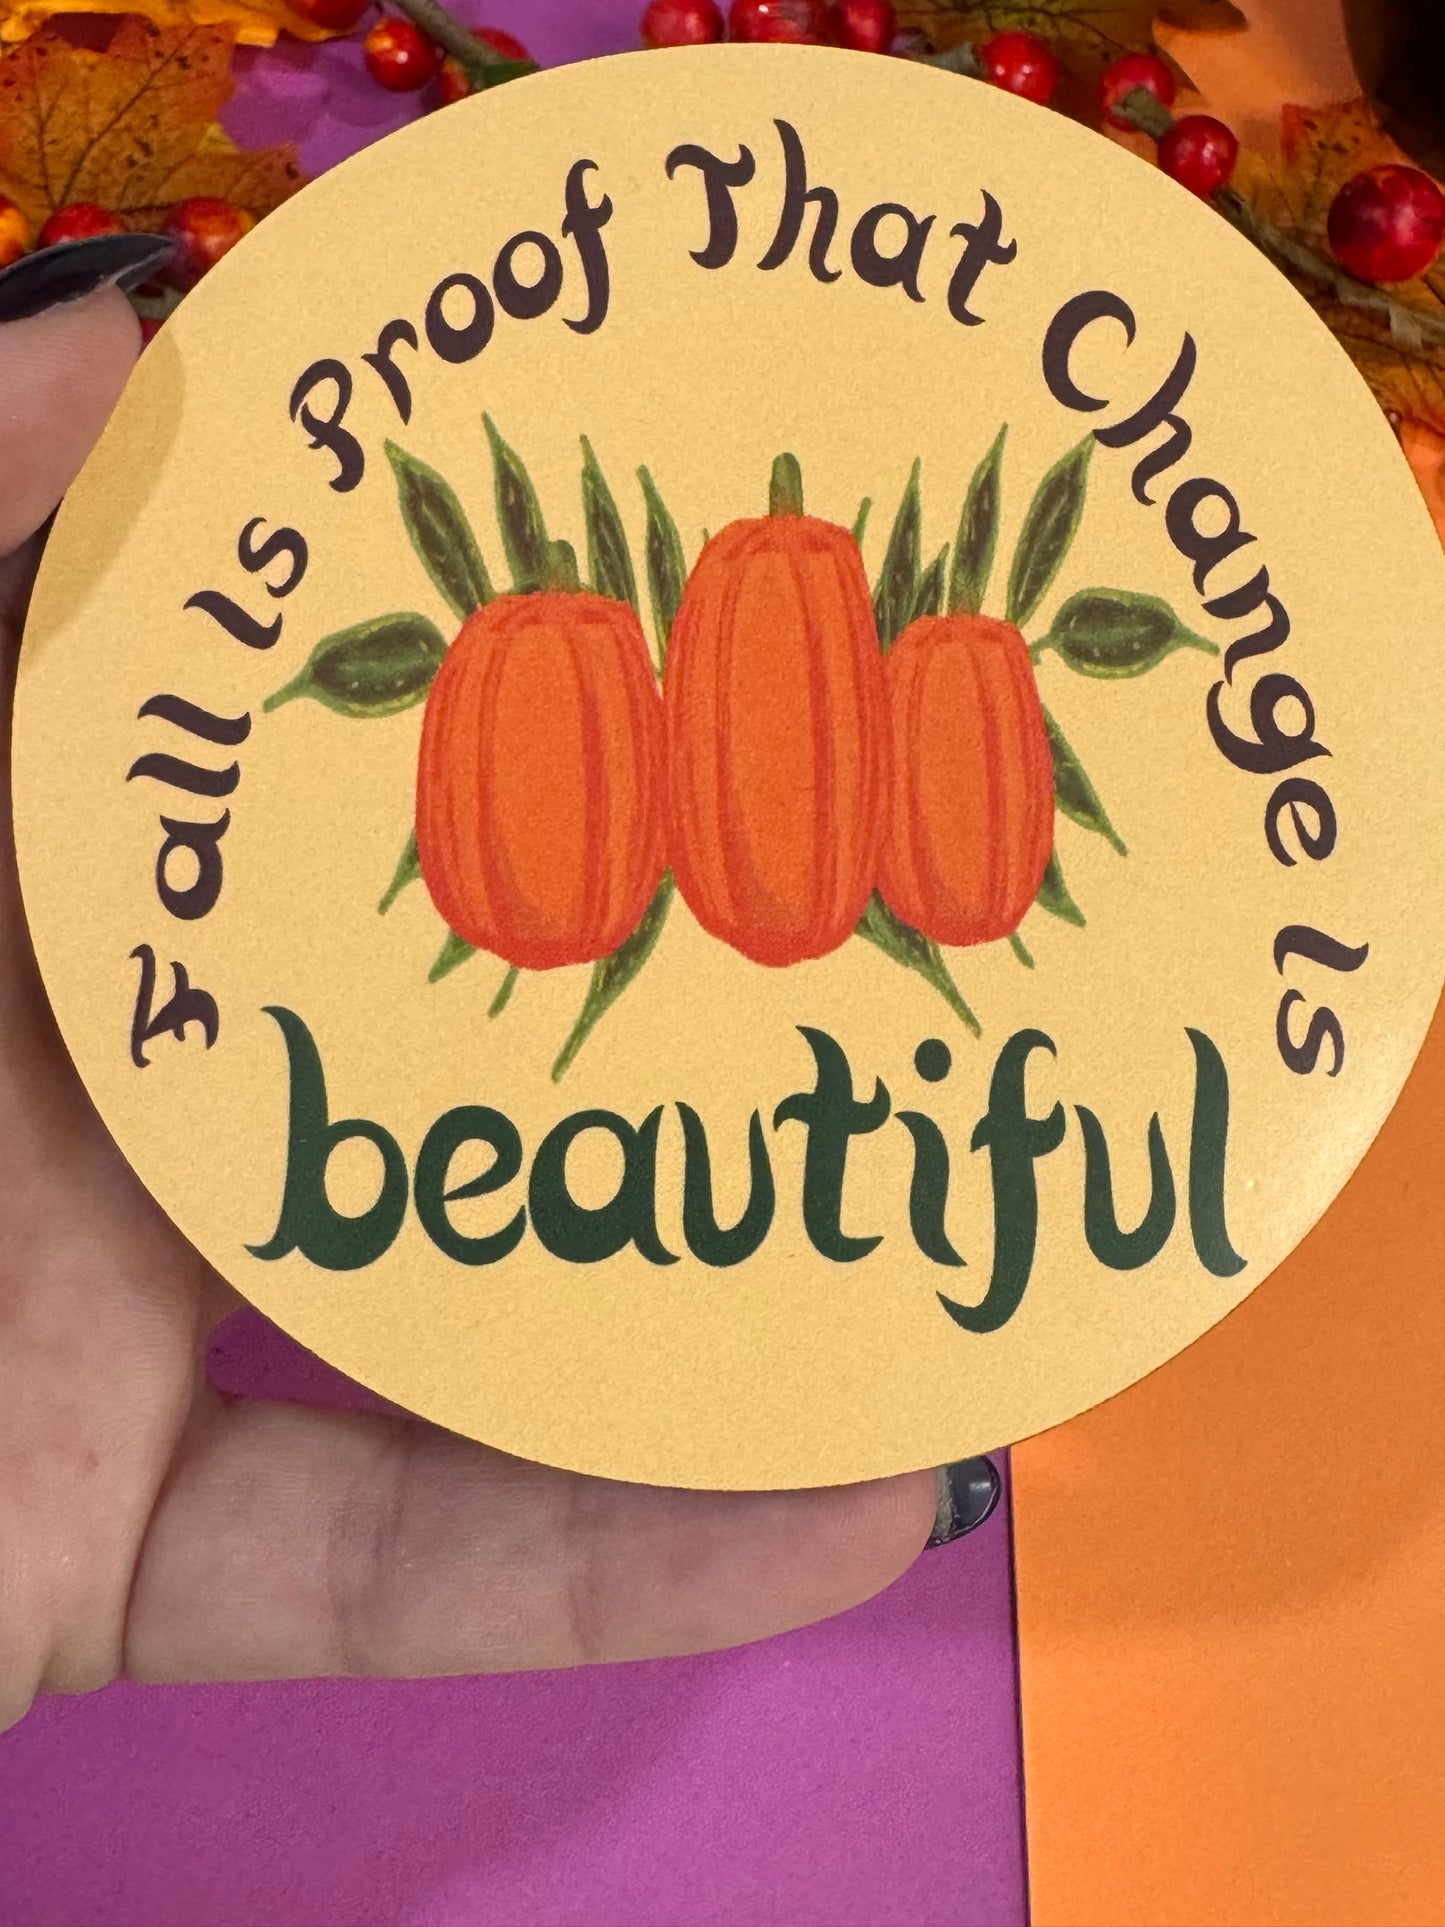 Fall Is Proof That Change Is
beautiful